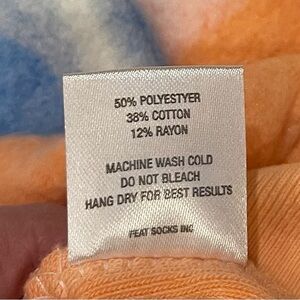 50% POLYESTYER
38% COTTON
12% RAYON
MACHINE WASH COLD
DO NOT BLEACH
HANG DRY FOR BEST RESULTS
FEAT SOCKS INC